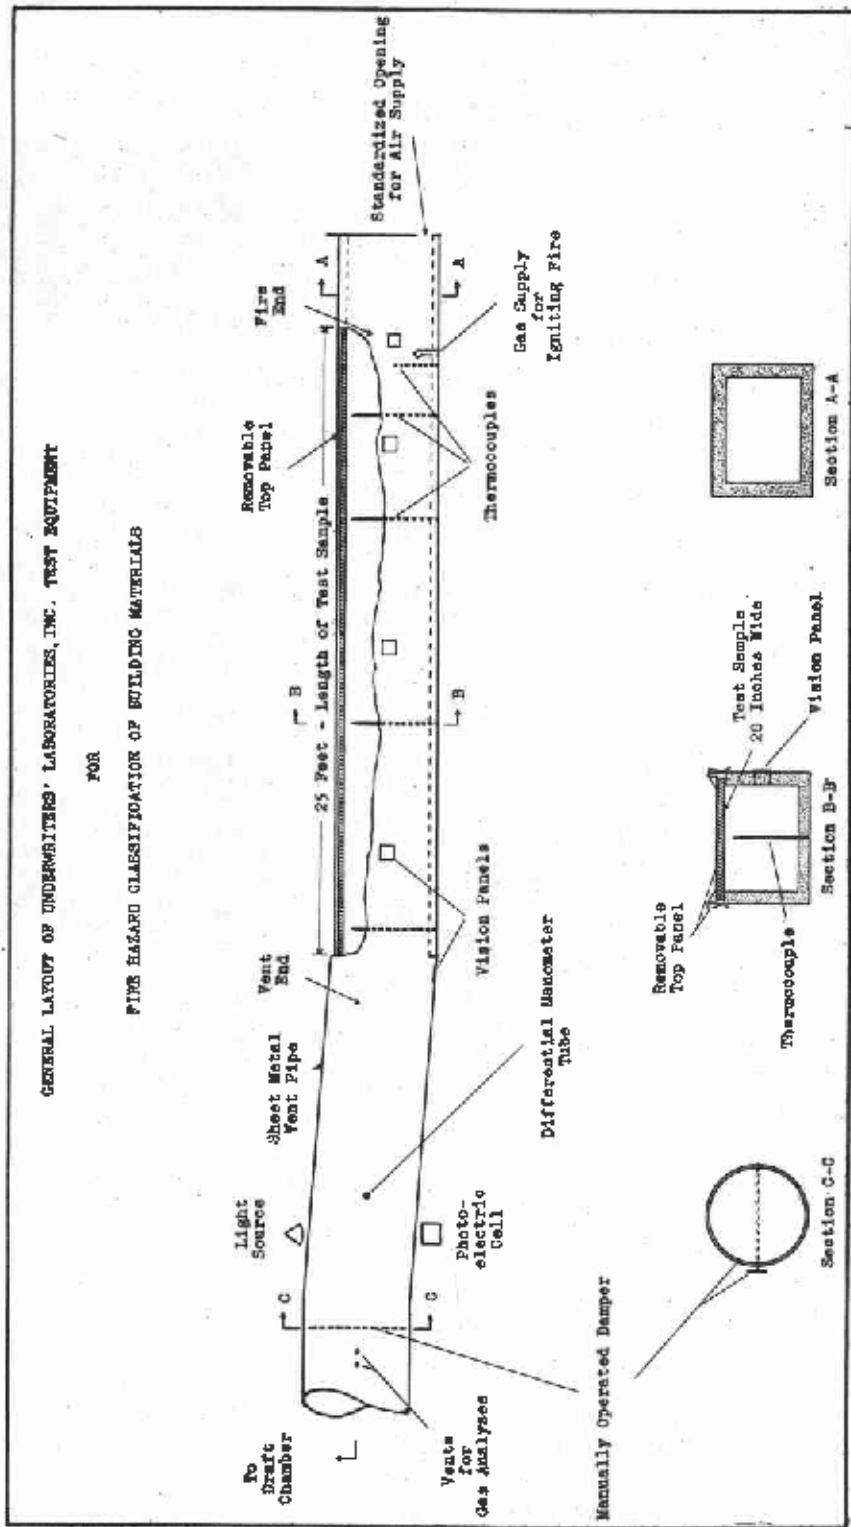 GENERAL LAYOUT OF UNDERWRITERS' LABORATORIES, INC. TEST EQUIPMENT
FOR
FIRE HAZARD CLASSIFICATION OF BUILDING MATERIALS
To
Draft
Chamber
Light
Source
Sheet Metal
Vent Pipe
Vent
End
25 Feet - Length of Test Sample
Removable
Top Panel
Fire
End
Standardized Opening
for Air Supply
C
B
A
C
B
A
Vents
for
Gas Analyses
Photo-
electric
Cell
Differential Manometer
Tube
Vision Panels
Thermocouples
Gas Supply
for
Igniting Fire
Manually Operated Damper
Section C-C
Removable
Top Panel
Thermocouple
Test Sample
20 Inches Wide
Vision Panel
Section B-B
Section A-A